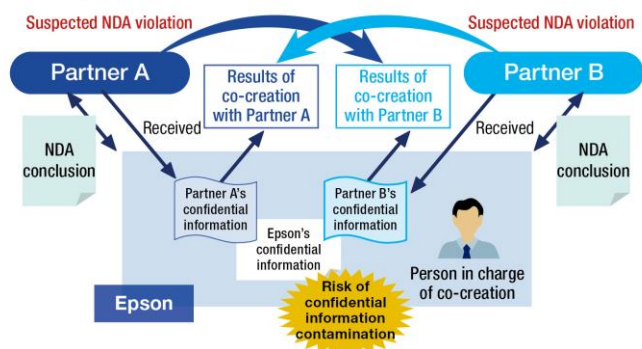 Suspected NDA violation
Suspected NDA violation
Partner A
Results of
co-creation
with Partner A
Results of
co-creation
with Partner B
Partner B
Received
Received
NDA
conclusion
NDA
conclusion
Partner A's
confidential
information
Partner B's
confidential
information
Epson's
confidential
information
Person in charge
of co-creation
Epson
Risk of
confidential
information
contamination